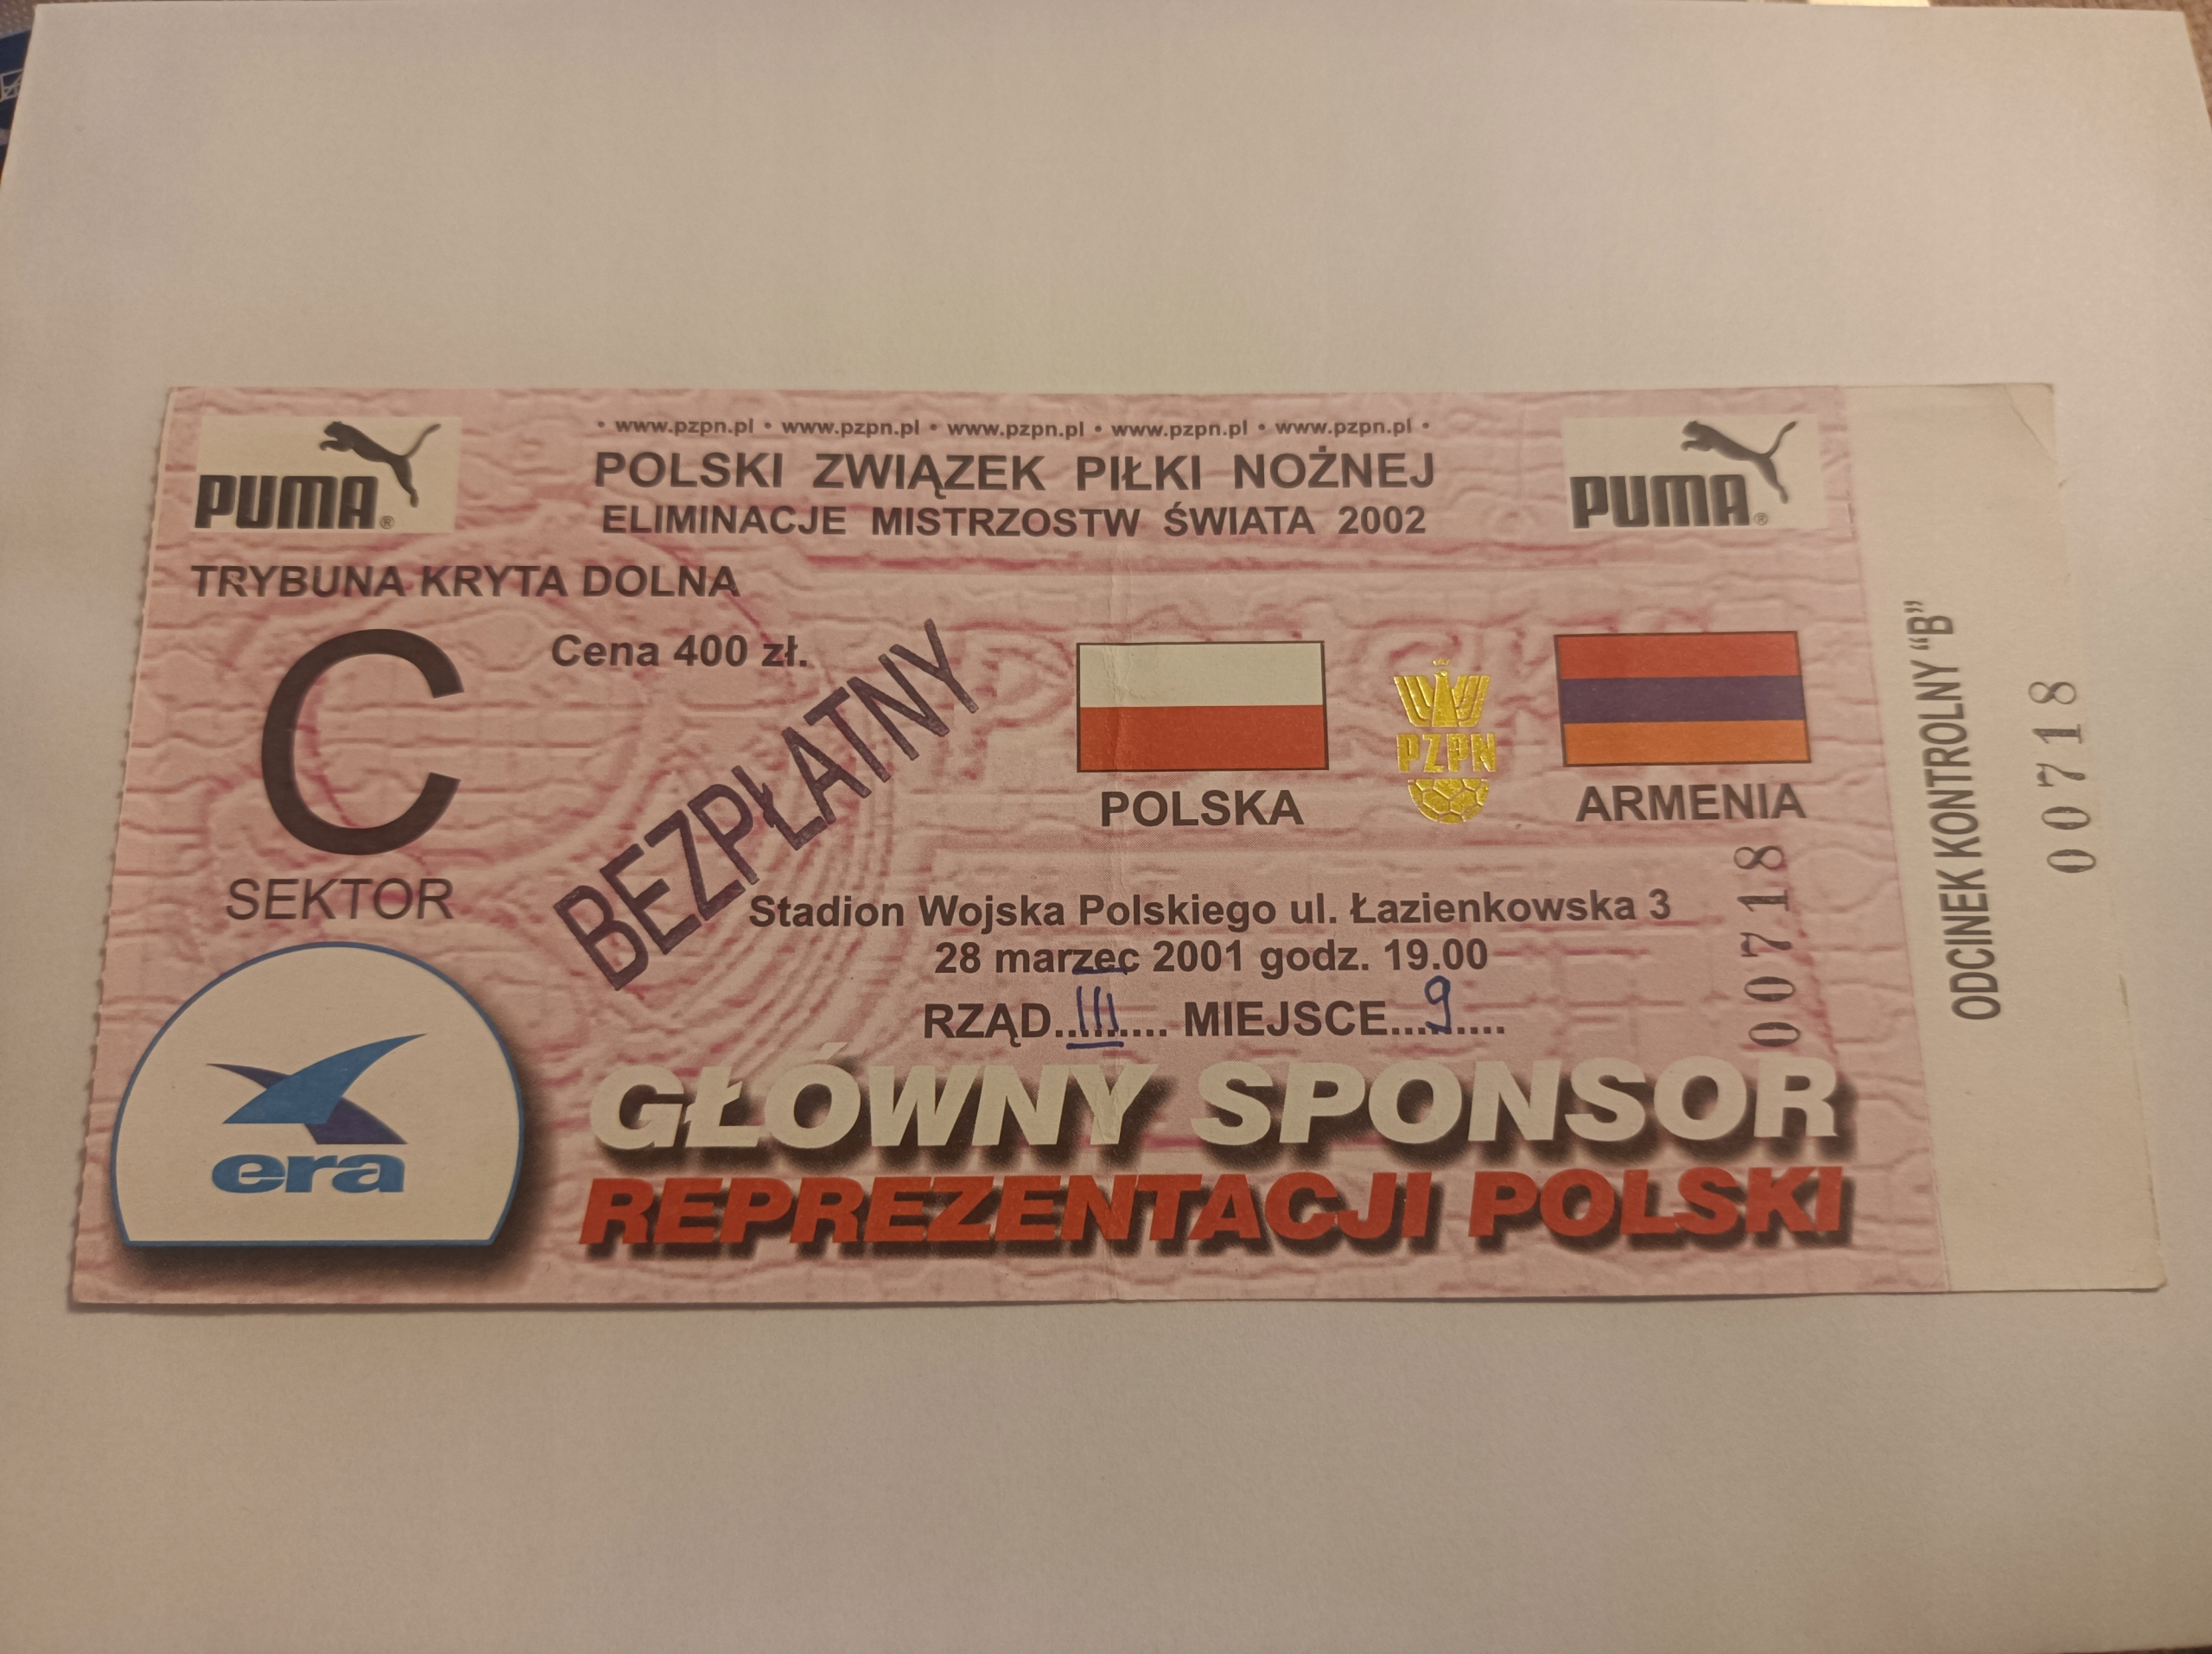 • www.pzpn.pl • www.pzpn.pl • www.pzpn.pl • www.pzpn.pl • www.pzpn.pl •
PUMA®
POLSKI ZWIĄZEK PIŁKI NOŻNEJ
PUMA®
ELIMINACJE MISTRZOSTW ŚWIATA 2002
TRYBUNA KRYTA DOLNA
C
SEKTOR
Cena 400 zł.
BEZPŁATNY
POLSKA
PZPN
ARMENIA
Stadion Wojska Polskiego ul. Łazienkowska 3
28 marzec 2001 godz. 19.00
RZĄD...III...... MIEJSCE....9.....
00718
era
GŁÓWNY SPONSOR
REPREZENTACJI POLSKI
ODCINEK KONTROLNY “B”
00718